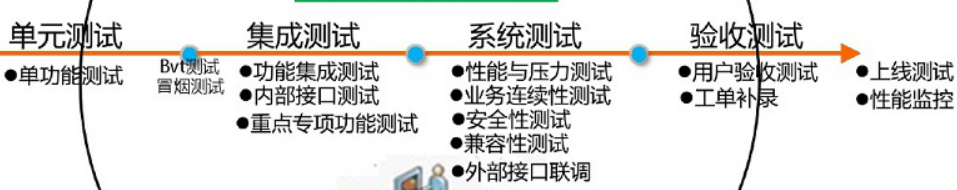 单元测试
集成测试
系统测试
验收测试
●单功能测试
Bvt测试
冒烟测试
●功能集成测试
●内部接口测试
●重点专项功能测试
●性能与压力测试
●业务连续性测试
●安全性测试
●兼容性测试
●外部接口联调
●用户验收测试
●工单补录
●上线测试
●性能监控